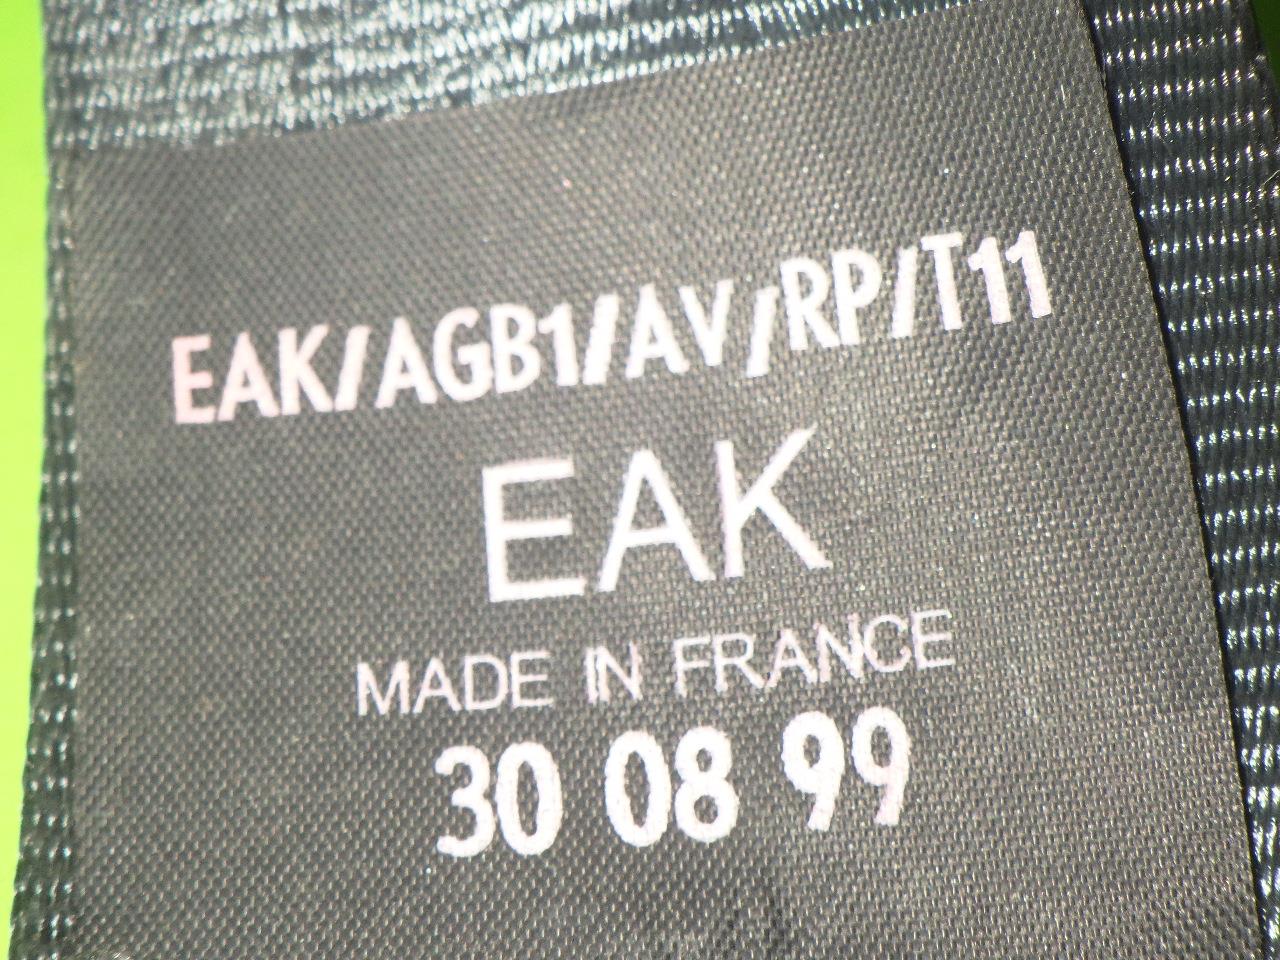 EAK/AGB1/AV/RP/T11
EAK
MADE IN FRANCE
30 08 99